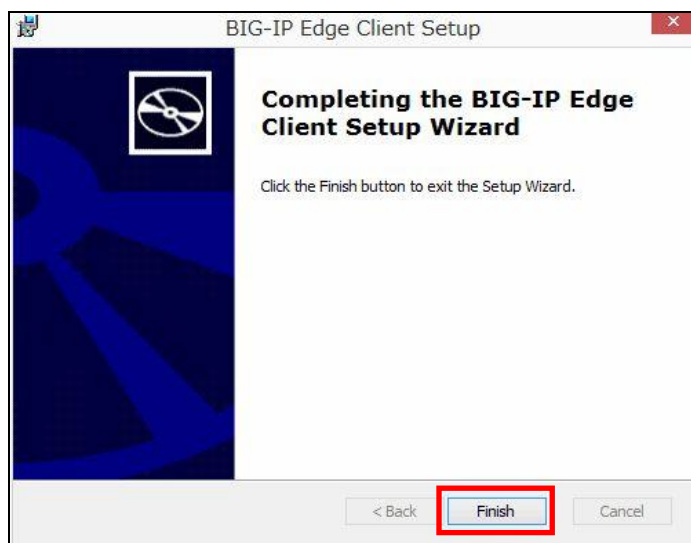 BIG-IP Edge Client Setup
Completing the BIG-IP Edge
Client Setup Wizard
Click the Finish button to exit the Setup Wizard.
< Back Finish Cancel